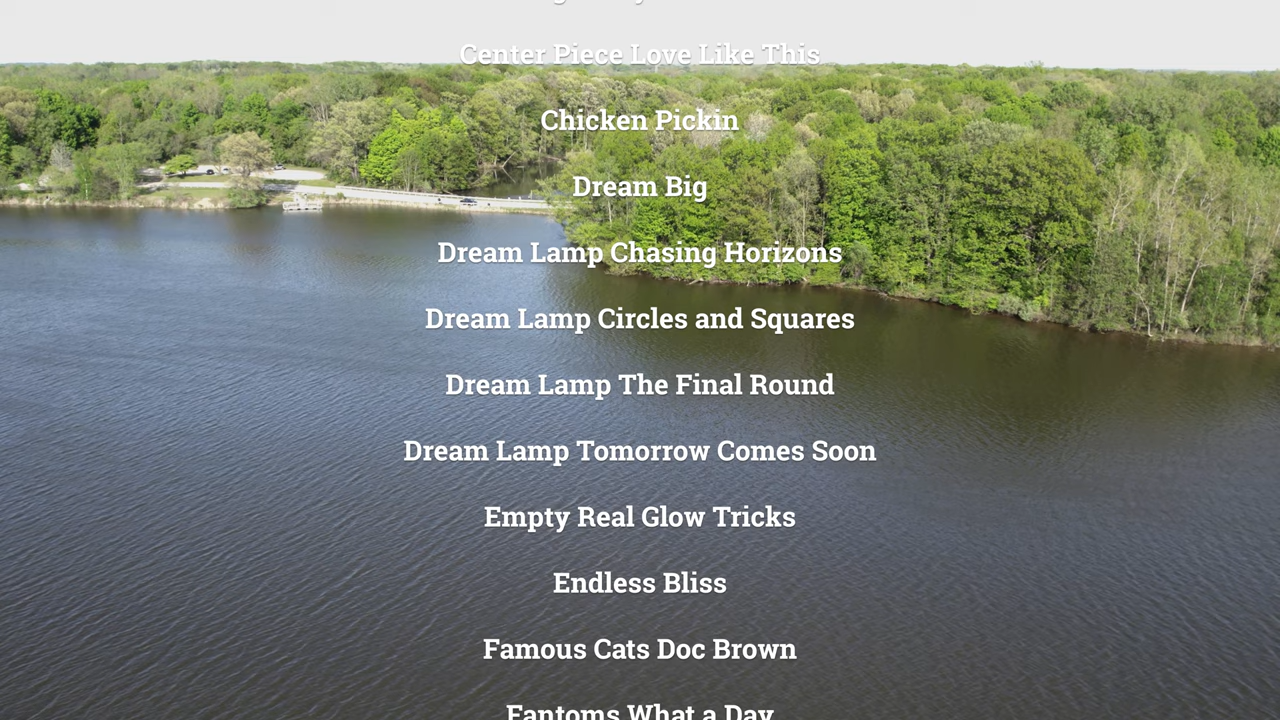 Center Piece Love Like This
Chicken Pickin
Dream Big
Dream Lamp Chasing Horizons
Dream Lamp Circles and Squares
Dream Lamp The Final Round
Dream Lamp Tomorrow Comes Soon
Empty Real Glow Tricks
Endless Bliss
Famous Cats Doc Brown
Fantoms What a Day